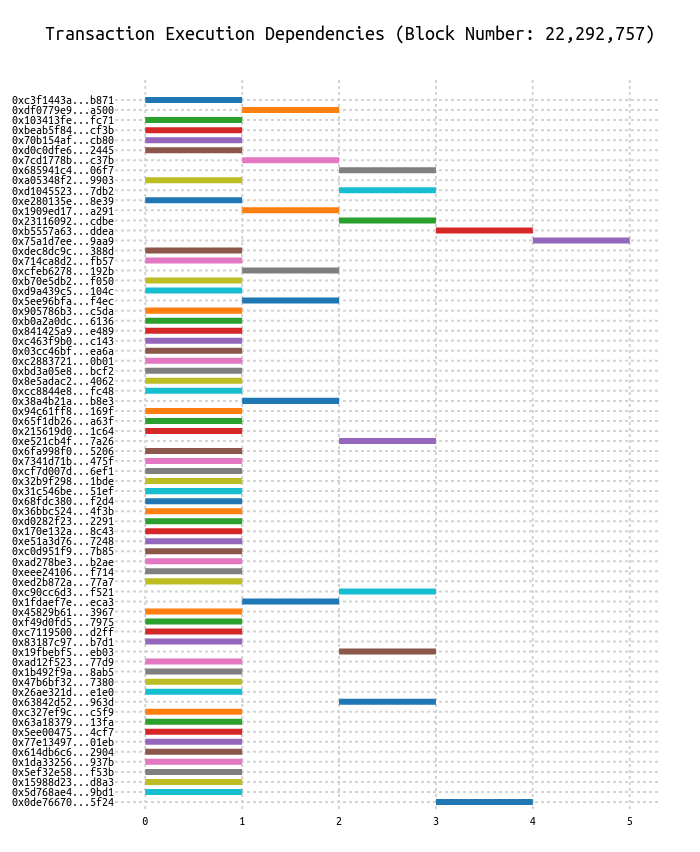 Transaction Execution Dependencies (Block Number: 22,292,757)
0xc3f1443a...b871
0xdf0779e9...a500
0x103413fe...fc71
0xbeab5f84...cf3b
0x70b154af...cb80
0xd0c0dfe6...2445
0x7cd1778b...c37b
0x685941c4...06f7
0xa05348f2...9903
0xd1045523...7db2
0xe280135e...8e39
0x1909ed17...a291
0x23116092...cdbe
0xb5557a63...ddea
0x75a1d7ee...9aa9
0xdec8dc9c...388d
0x714ca8d2...fb57
0xcfeb6278...192b
0xb70e5db2...f050
0xd9a439c5...104c
0x5ee96bfa...f4ec
0x905786b3...c5da
0xb0a2a0dc...6136
0x841425a9...e489
0xc463f9b0...c143
0x03cc46bf...ea6a
0xc2883721...0b01
0xbd3a05e8...bcf2
0x8e5adac2...4062
0xcc8844e8...fc48
0x38a4b21a...b8e3
0x94c61ff8...169f
0x65f1db26...a63f
0x215619d0...1c64
0xe521cb4f...7a26
0x6fa998f0...5206
0x7341d71b...475f
0xcf7d007d...6ef1
0x32b9f298...1bde
0x31c546be...51ef
0x68fdc380...f2d4
0x36bbc524...4f3b
0xd0282f23...2291
0x170e132a...8c43
0xe51a3d76...7248
0xc0d951f9...7b85
0xad278be3...b2ae
0xeee24106...f714
0xed2b872a...77a7
0xc90cc6d3...f521
0x1fdaef7e...eca3
0x45829b61...3967
0xf49d0fd5...7975
0xc7119500...d2ff
0x83187c97...b7d1
0x19fbebf5...eb03
0xad12f523...77d9
0x1b492f9a...8ab5
0x47b6bf32...7380
0x26ae321d...e1e0
0x63842d52...963d
0xc327ef9c...c5f9
0x63a18379...13fa
0x5ee00475...4cf7
0x77e13497...01eb
0x614db6c6...2904
0x1da33256...937b
0x5ef32e58...f53b
0x15988d23...d8a3
0x5d768ae4...9bd1
0x0de76670...5f24
0 1 2 3 4 5